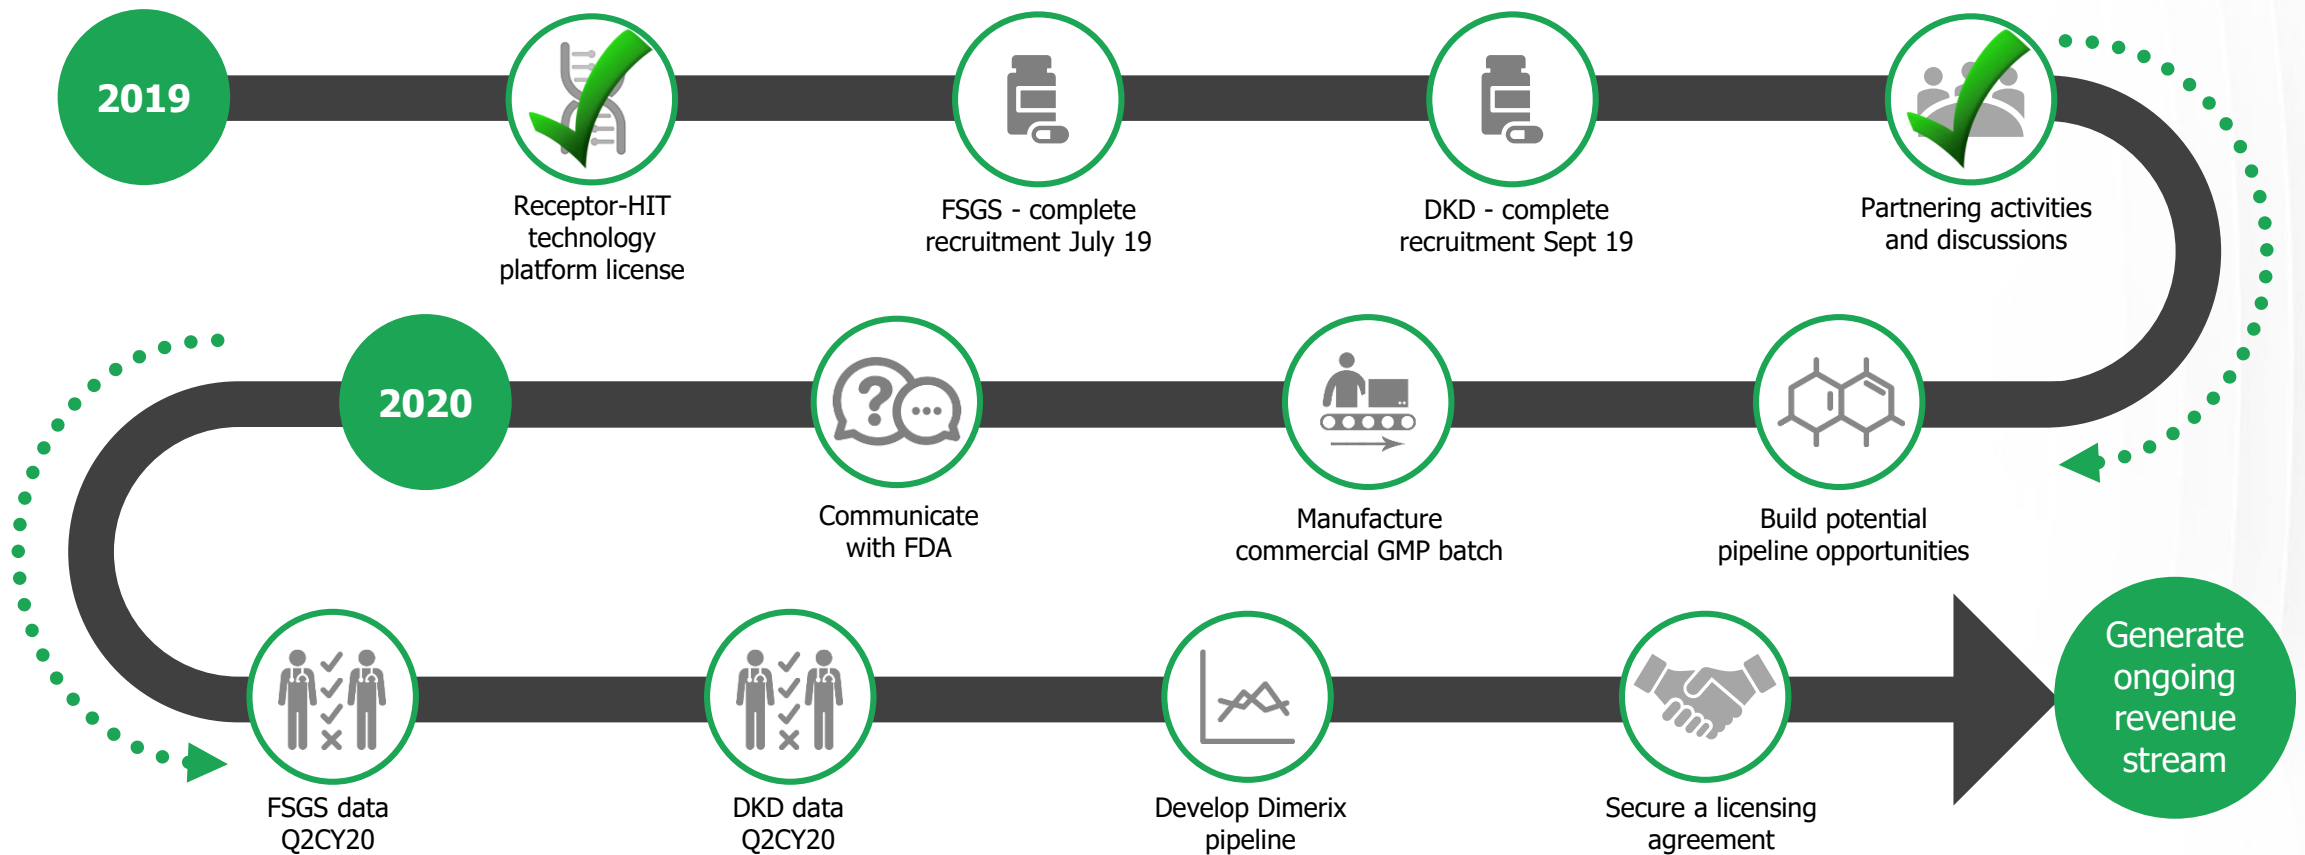 2019
Receptor-HIT
technology
platform license
FSGS - complete
recruitment July 19
DKD - complete
recruitment Sept 19
Partnering activities
and discussions
Build potential
pipeline opportunities
Manufacture
commercial GMP batch
Communicate
with FDA
2020
FSGS data
Q2CY20
DKD data
Q2CY20
Develop Dimerix
pipeline
Secure a licensing
agreement
Generate
ongoing
revenue
stream